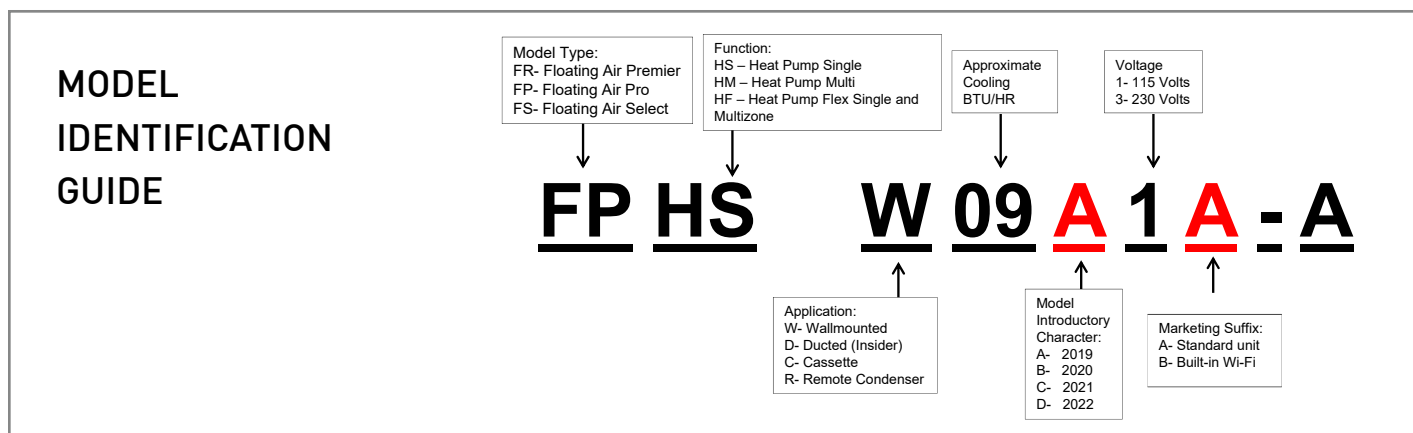 MODEL
IDENTIFICATION
GUIDE
Model Type:
FR- Floating Air Premier
FP- Floating Air Pro
FS- Floating Air Select
Function:
HS – Heat Pump Single
HM – Heat Pump Multi
HF – Heat Pump Flex Single and
Multizone
Approximate
Cooling
BTU/HR
Voltage
1- 115 Volts
3- 230 Volts
FP HS W 09 A 1 A - A
Application:
W- Wallmounted
D- Ducted (Insider)
C- Cassette
R- Remote Condenser
Model
Introductory
Character:
A- 2019
B- 2020
C- 2021
D- 2022
Marketing Suffix:
A- Standard unit
B- Built-in Wi-Fi